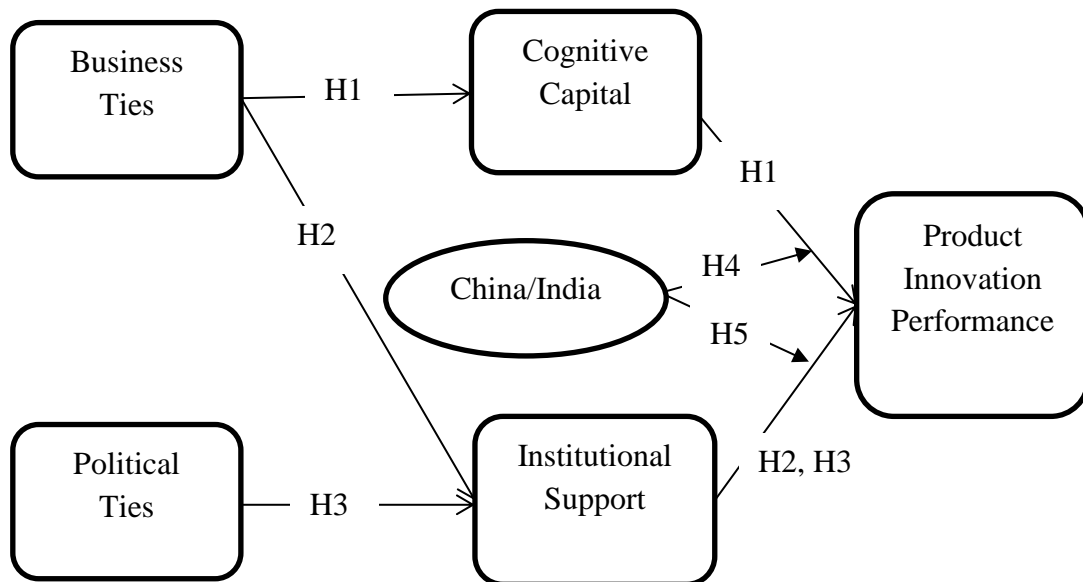 Business
Ties
H1
Cognitive
Capital
H1
H2
China/India
H4
H5
Product
Innovation
Performance
Political
Ties
H3
Institutional
Support
H2, H3